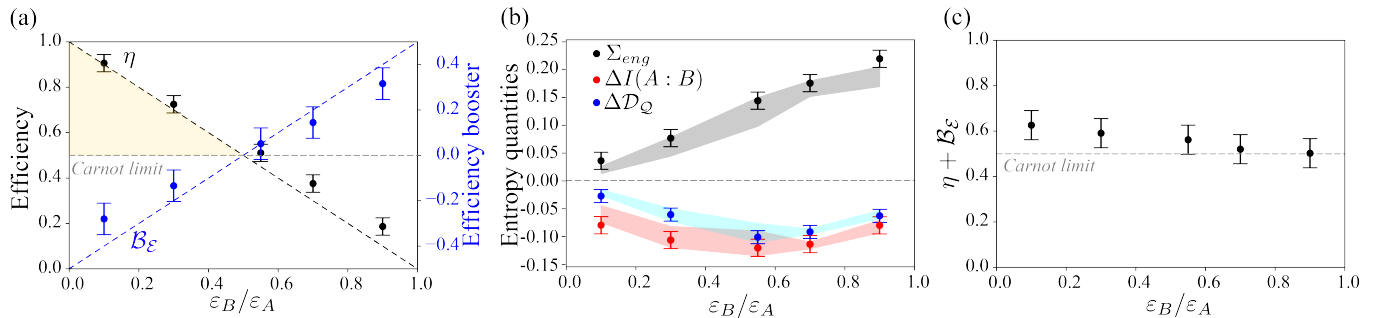 (a)
1.0
0.8
0.6
0.4
0.2
0.0
Efficiency
η
Carnot limit
ℬ_ℰ
0.4
0.2
0.0
−0.2
−0.4
Efficiency booster
0.0 0.2 0.4 0.6 0.8 1.0
ε_B/ε_A
(b)
0.25
0.20
0.15
0.10
0.05
0.00
-0.05
-0.10
-0.15
Entropy quantities
Σ_eng
ΔI(A : B)
Δ𝒟_𝒬
0.0 0.2 0.4 0.6 0.8 1.0
ε_B/ε_A
(c)
1.0
0.8
0.6
0.4
0.2
0.0
η + ℬ_ℰ
Carnot limit
0.0 0.2 0.4 0.6 0.8 1.0
ε_B/ε_A